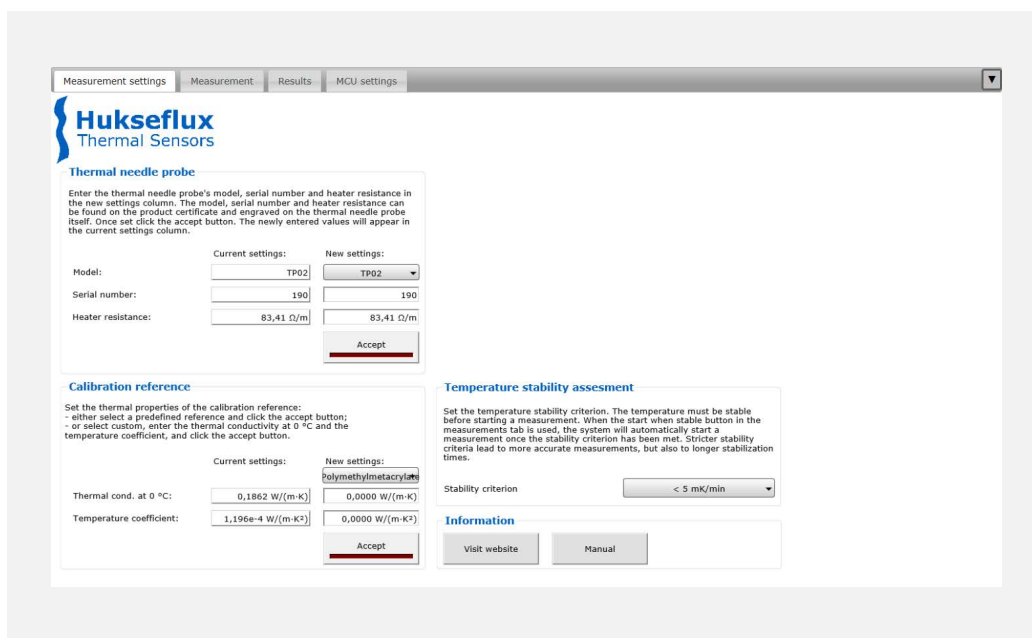 Measurement settings Measurement Results MCU settings
Hukseflux
Thermal Sensors
Thermal needle probe
Enter the thermal needle probe's model, serial number and heater resistance in
the new settings column. The model, serial number and heater resistance can
be found on the product certificate and engraved on the thermal needle probe
itself. Once set click the accept button. The newly entered values will appear in
the current settings column.
Current settings: New settings:
Model: TP02 TP02
Serial number: 190 190
Heater resistance: 83,41 Ω/m 83,41 Ω/m
Accept
Calibration reference
Set the thermal properties of the calibration reference:
- either select a predefined reference and click the accept button;
- or select custom, enter the thermal conductivity at 0 °C and the
temperature coefficient, and click the accept button.
Current settings: New settings:
Polymethylmetacrylate
Thermal cond. at 0 °C: 0,1862 W/(m·K) 0,0000 W/(m·K)
Temperature coefficient: 1,196e-4 W/(m·K²) 0,0000 W/(m·K²)
Accept
Temperature stability assesment
Set the temperature stability criterion. The temperature must be stable
before starting a measurement. When the start when stable button in the
measurements tab is used, the system will automatically start a
measurement once the stability criterion has been met. Stricter stability
criteria lead to more accurate measurements, but also to longer stabilization
times.
Stability criterion < 5 mK/min
Information
Visit website Manual